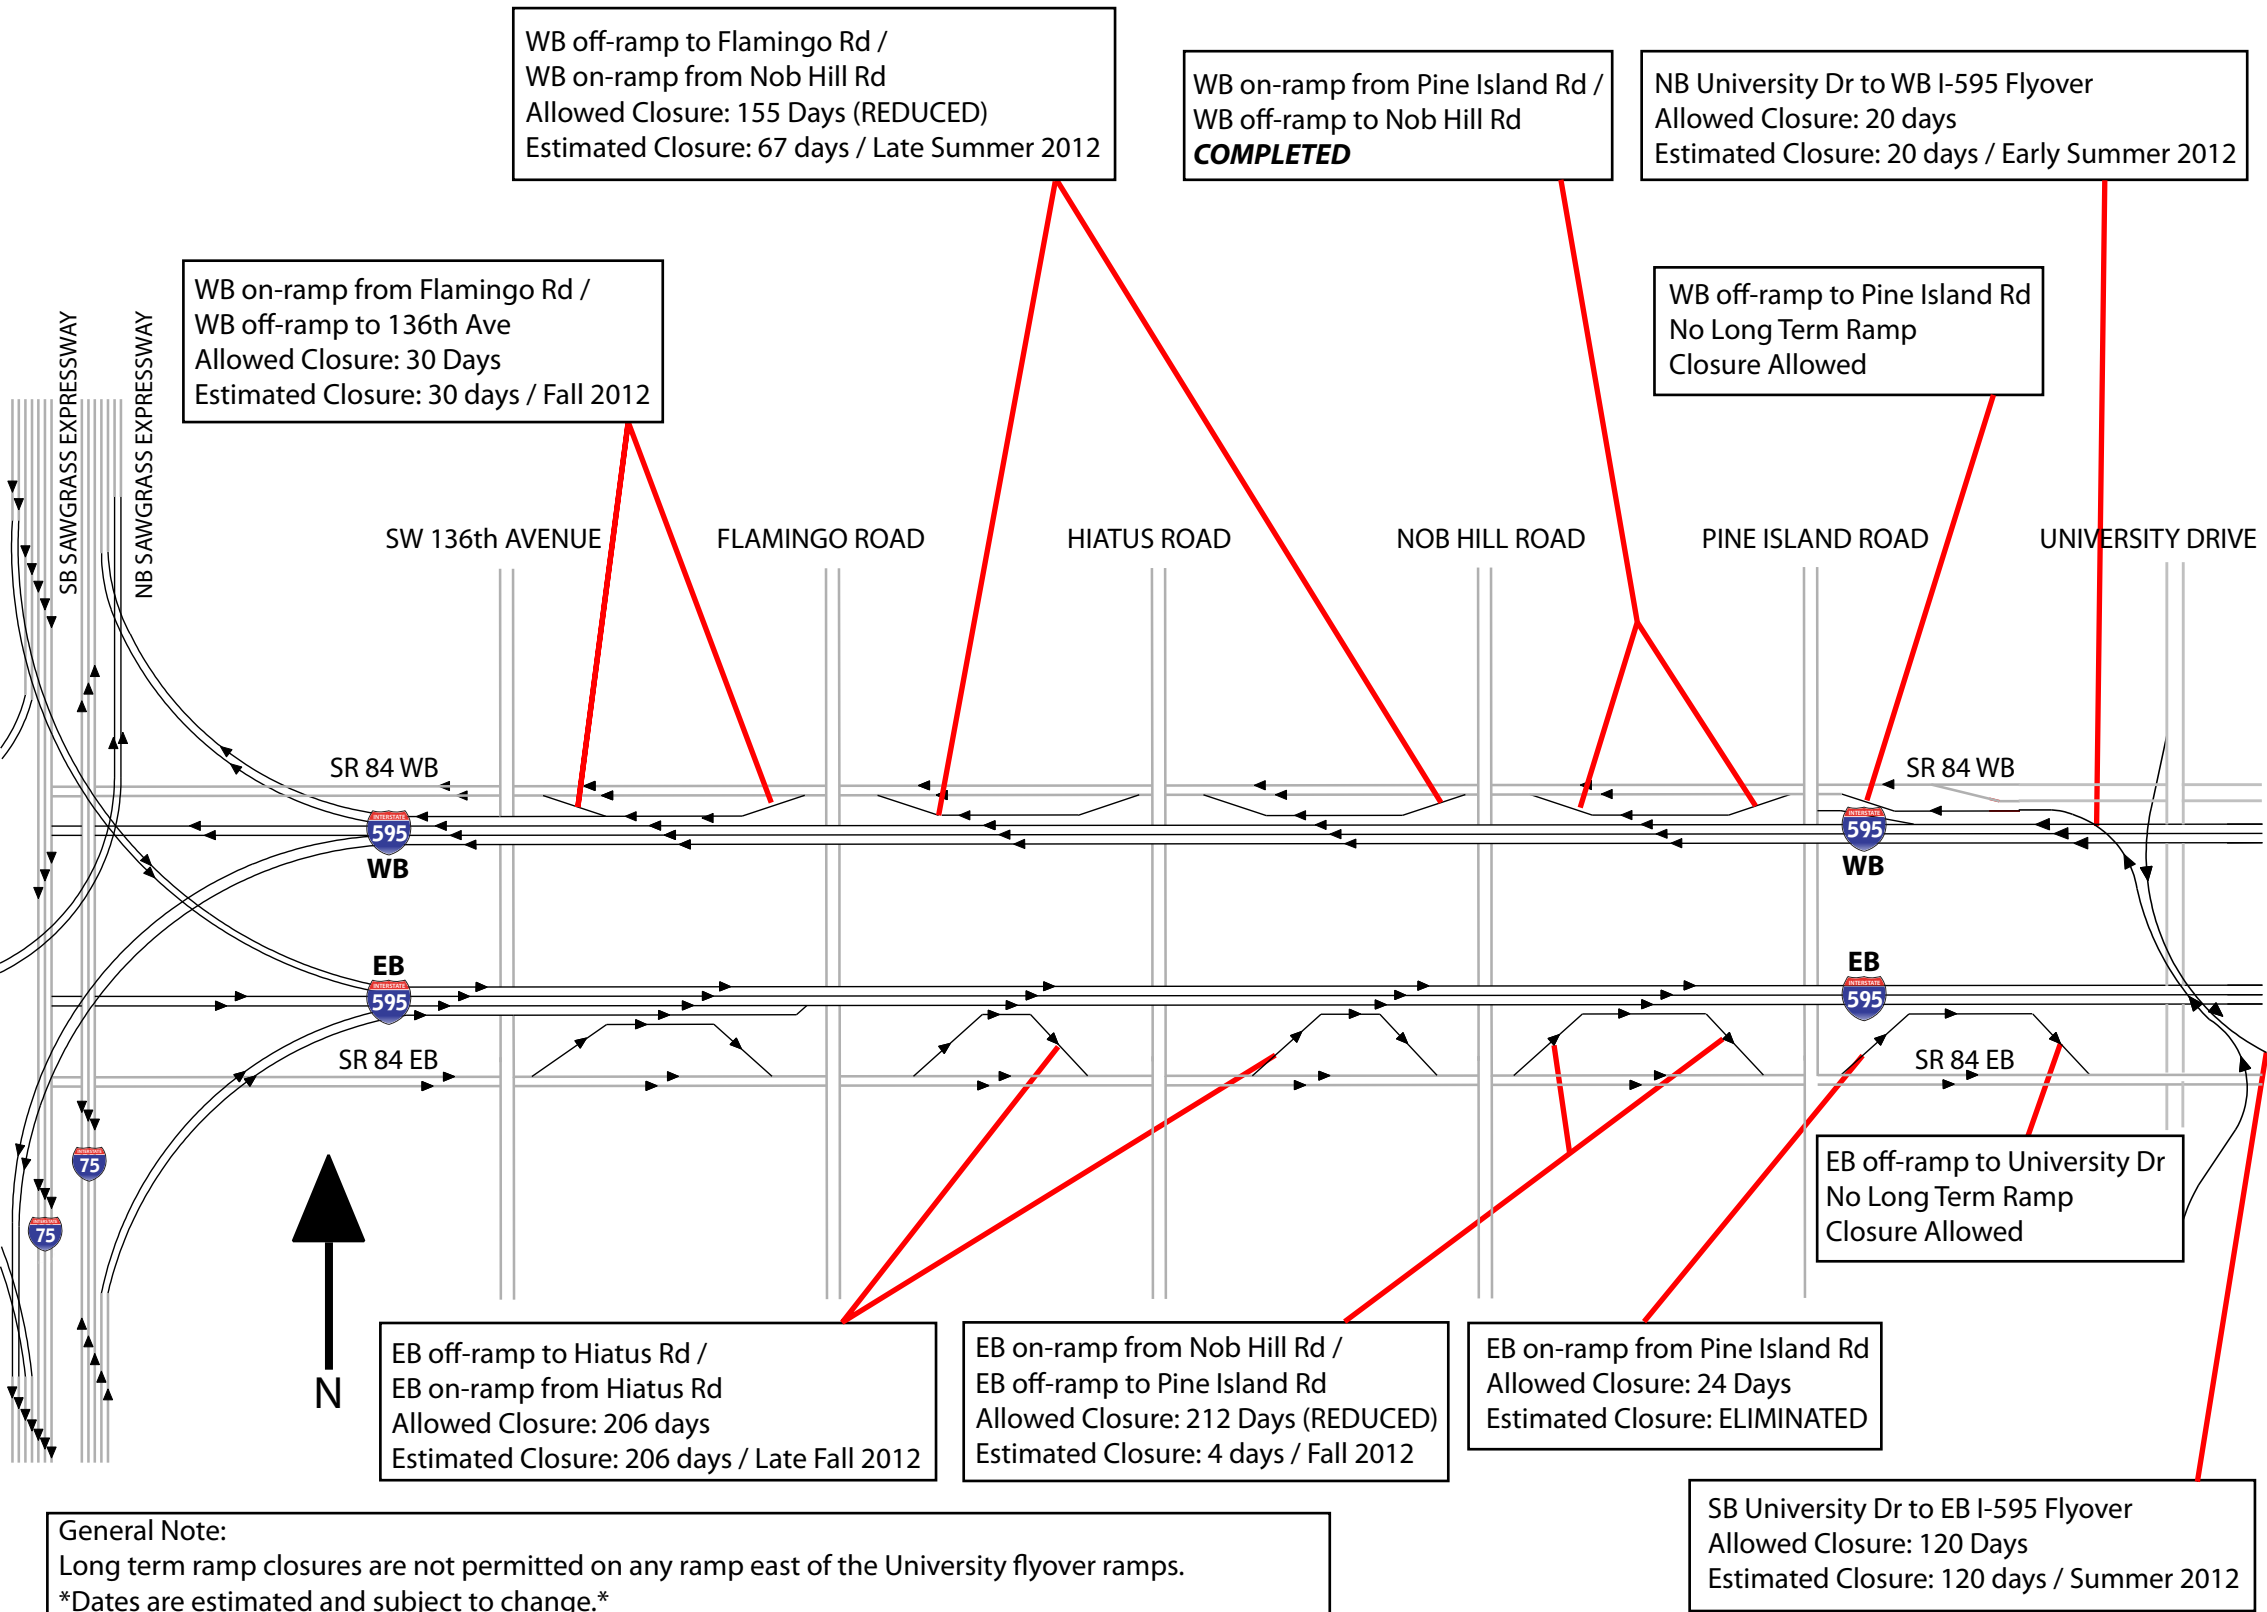 WB off-ramp to Flamingo Rd /
WB on-ramp from Nob Hill Rd
Allowed Closure: 155 Days (REDUCED)
Estimated Closure: 67 days / Late Summer 2012
WB on-ramp from Pine Island Rd /
WB off-ramp to Nob Hill Rd
COMPLETED
NB University Dr to WB I-595 Flyover
Allowed Closure: 20 days
Estimated Closure: 20 days / Early Summer 2012
WB on-ramp from Flamingo Rd /
WB off-ramp to 136th Ave
Allowed Closure: 30 Days
Estimated Closure: 30 days / Fall 2012
WB off-ramp to Pine Island Rd
No Long Term Ramp
Closure Allowed
SB SAWGRASS EXPRESSWAY
NB SAWGRASS EXPRESSWAY
SW 136th AVENUE
FLAMINGO ROAD
HIATUS ROAD
NOB HILL ROAD
PINE ISLAND ROAD
UNIVERSITY DRIVE
SR 84 WB
SR 84 WB
INTERSTATE
595
WB
INTERSTATE
595
WB
EB
INTERSTATE
595
EB
INTERSTATE
595
SR 84 EB
SR 84 EB
INTERSTATE
75
INTERSTATE
75
N
EB off-ramp to University Dr
No Long Term Ramp
Closure Allowed
EB off-ramp to Hiatus Rd /
EB on-ramp from Hiatus Rd
Allowed Closure: 206 days
Estimated Closure: 206 days / Late Fall 2012
EB on-ramp from Nob Hill Rd /
EB off-ramp to Pine Island Rd
Allowed Closure: 212 Days (REDUCED)
Estimated Closure: 4 days / Fall 2012
EB on-ramp from Pine Island Rd
Allowed Closure: 24 Days
Estimated Closure: ELIMINATED
SB University Dr to EB I-595 Flyover
Allowed Closure: 120 Days
Estimated Closure: 120 days / Summer 2012
General Note:
Long term ramp closures are not permitted on any ramp east of the University flyover ramps.
*Dates are estimated and subject to change.*